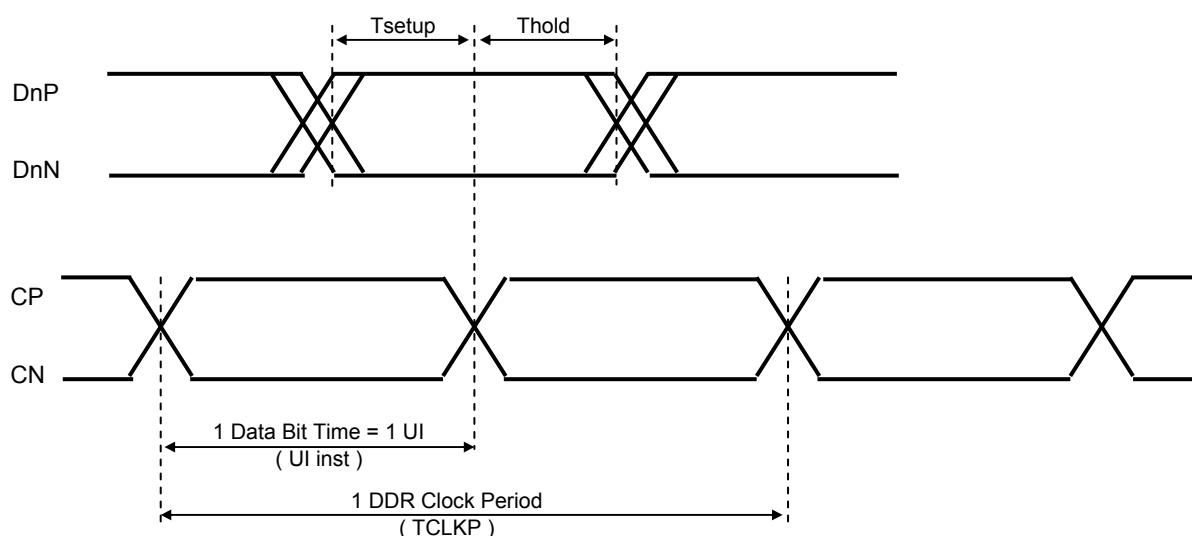 Tsetup
Thold
DnP
DnN
CP
CN
1 Data Bit Time = 1 UI
( UI inst )
1 DDR Clock Period
( TCLKP )